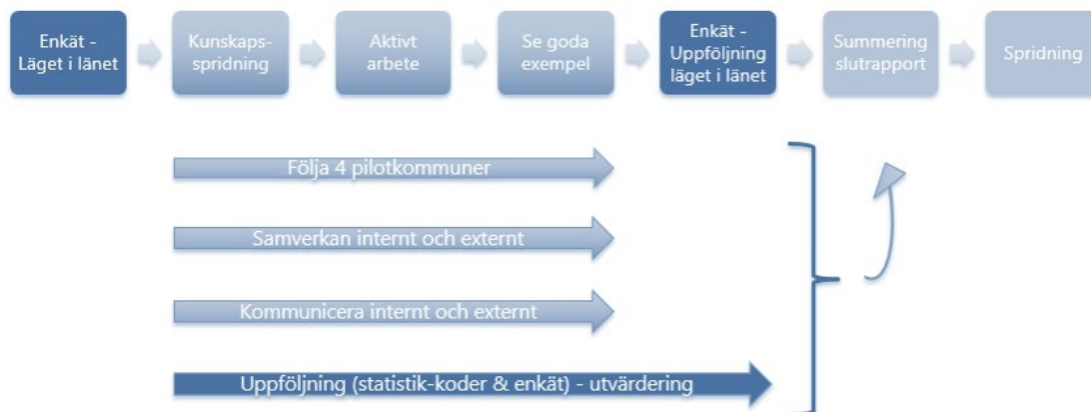 Enkät -
Läget i länet
Kunskaps-
spridning
Aktivt
arbete
Se goda
exempel
Enkät -
Uppföljning
läget i länet
Summering
slutrapport
Spridning
Följa 4 pilotkommuner
Samverkan internt och externt
Kommunicera internt och externt
Uppföljning (statistik-koder & enkät) - utvärdering